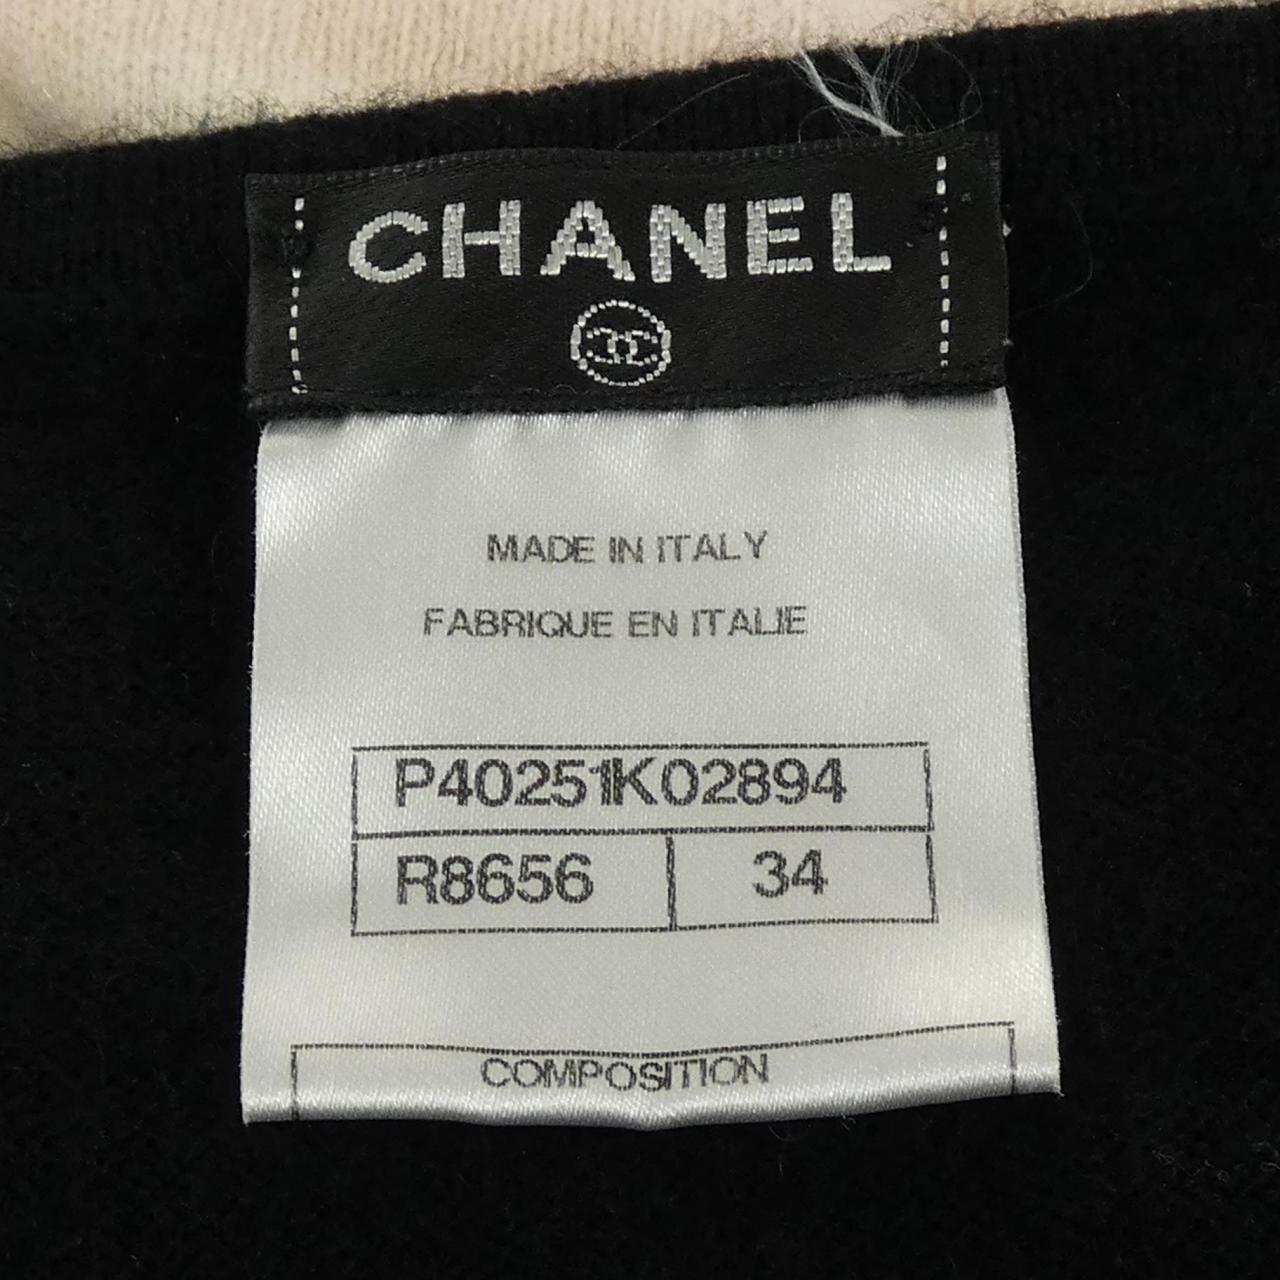 CHANEL
MADE IN ITALY
FABRIQUE EN ITALIE
P40251K02894
R8656 34
COMPOSITION